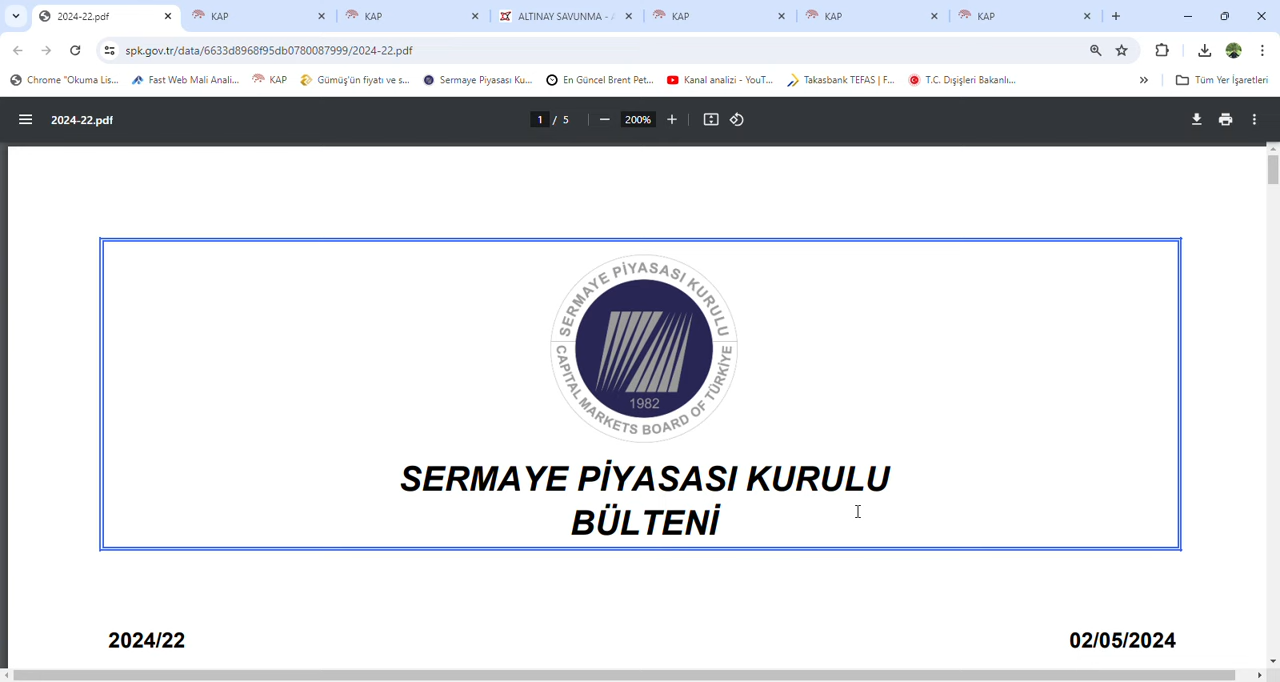 2024-22.pdf
KAP
KAP
ALTINAY SAVUNMA -
KAP
KAP
KAP
spk.gov.tr/data/6633d8968f95db0780087999/2024-22.pdf
Chrome "Okuma Lis...
Fast Web Mali Anali...
KAP
Gümüş'ün fiyatı ve s...
Sermaye Piyasası Ku...
En Güncel Brent Pet...
Kanal analizi - YouT...
Takasbank TEFAS | F...
T.C. Dışişleri Bakanlı...
»
Tüm Yer İşaretleri
2024-22.pdf
1 / 5
200%
SERMAYE PİYASASI KURULU
CAPITAL MARKETS BOARD OF TÜRKİYE
1982
SERMAYE PİYASASI KURULU
BÜLTENİ
2024/22
02/05/2024